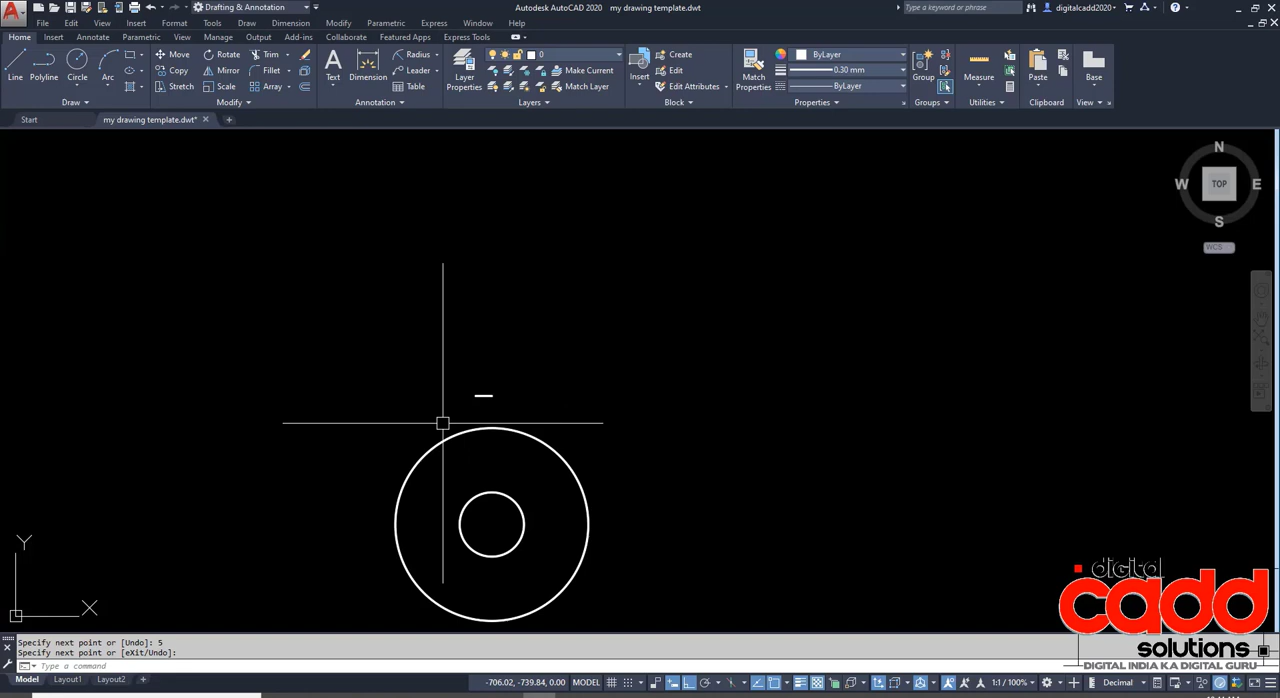 Autodesk AutoCAD 2020 my drawing template.dwt
Drafting & Annotation
Type a keyword or phrase
digitalcadd2020
File Edit View Insert Format Tools Draw Dimension Modify Parametric Express Window Help
Home Insert Annotate Parametric View Manage Output Add-ins Collaborate Featured Apps Express Tools
Line Polyline Circle Arc
Move Rotate Trim
Copy Mirror Fillet
Stretch Scale Array
Text Dimension
Radius
Leader
Table
Layer Properties
0
Make Current
Match Layer
Insert
Create
Edit
Edit Attributes
Match Properties
ByLayer
0.30 mm
ByLayer
Group
Measure
Paste
Base
Draw Modify Annotation Layers Block Properties Groups Utilities Clipboard View
Start my drawing template.dwt* +
N
W TOP E
S
WCS
Y
X
digital
cadd
solutions
DIGITAL INDIA KA DIGITAL GURU
Specify next point or [Undo]: 5
Specify next point or [eXit/Undo]:
Type a command
Model Layout1 Layout2 +
-706.02, -739.84, 0.00 MODEL
1:1 / 100%
Decimal